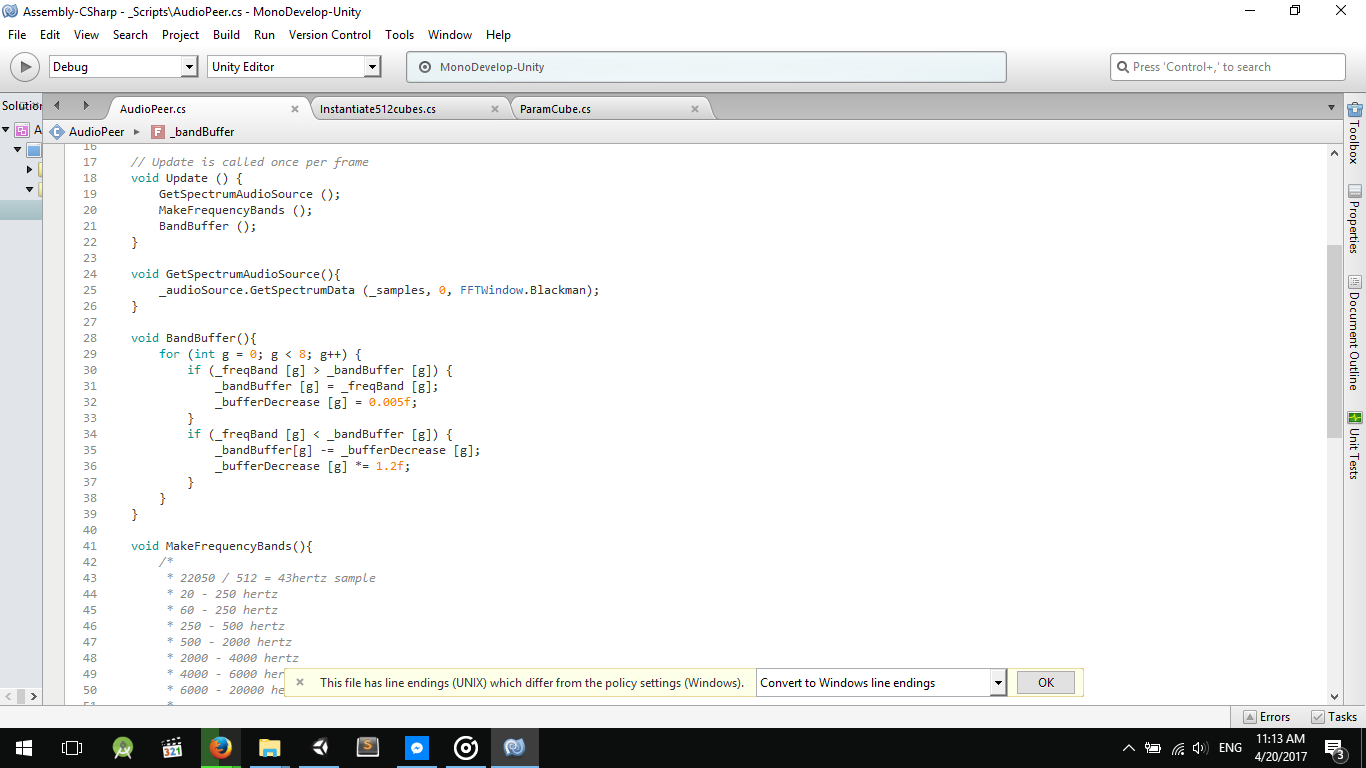 Assembly-CSharp - _Scripts\AudioPeer.cs - MonoDevelop-Unity
File Edit View Search Project Build Run Version Control Tools Window Help
Debug Unity Editor MonoDevelop-Unity Press 'Control+,' to search
Solution AudioPeer.cs Instantiate512cubes.cs ParamCube.cs
A AudioPeer F _bandBuffer
16
17 // Update is called once per frame
18 void Update () {
19 GetSpectrumAudioSource ();
20 MakeFrequencyBands ();
21 BandBuffer ();
22 }
23
24 void GetSpectrumAudioSource(){
25 _audioSource.GetSpectrumData (_samples, 0, FFTWindow.Blackman);
26 }
27
28 void BandBuffer(){
29 for (int g = 0; g < 8; g++) {
30 if (_freqBand [g] > _bandBuffer [g]) {
31 _bandBuffer [g] = _freqBand [g];
32 _bufferDecrease [g] = 0.005f;
33 }
34 if (_freqBand [g] < _bandBuffer [g]) {
35 _bandBuffer[g] -= _bufferDecrease [g];
36 _bufferDecrease [g] *= 1.2f;
37 }
38 }
39 }
40
41 void MakeFrequencyBands(){
42 /*
43 * 22050 / 512 = 43hertz sample
44 * 20 - 250 hertz
45 * 60 - 250 hertz
46 * 250 - 500 hertz
47 * 500 - 2000 hertz
48 * 2000 - 4000 hertz
49 * 4000 - 6000 her
50 * 6000 - 20000 he
51 *
This file has line endings (UNIX) which differ from the policy settings (Windows). Convert to Windows line endings OK
Toolbox
Properties
Document Outline
Unit Tests
Errors Tasks
321
S
ENG
11:13 AM
4/20/2017
3